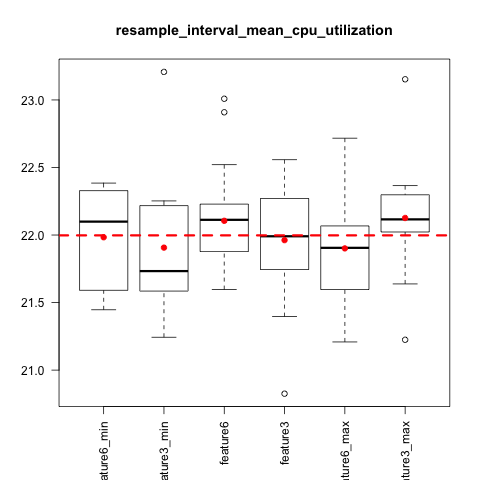 resample_interval_mean_cpu_utilization
23.0
22.5
22.0
21.5
21.0
ature6_min
ature3_min
feature6
feature3
ture6_max
ture3_max